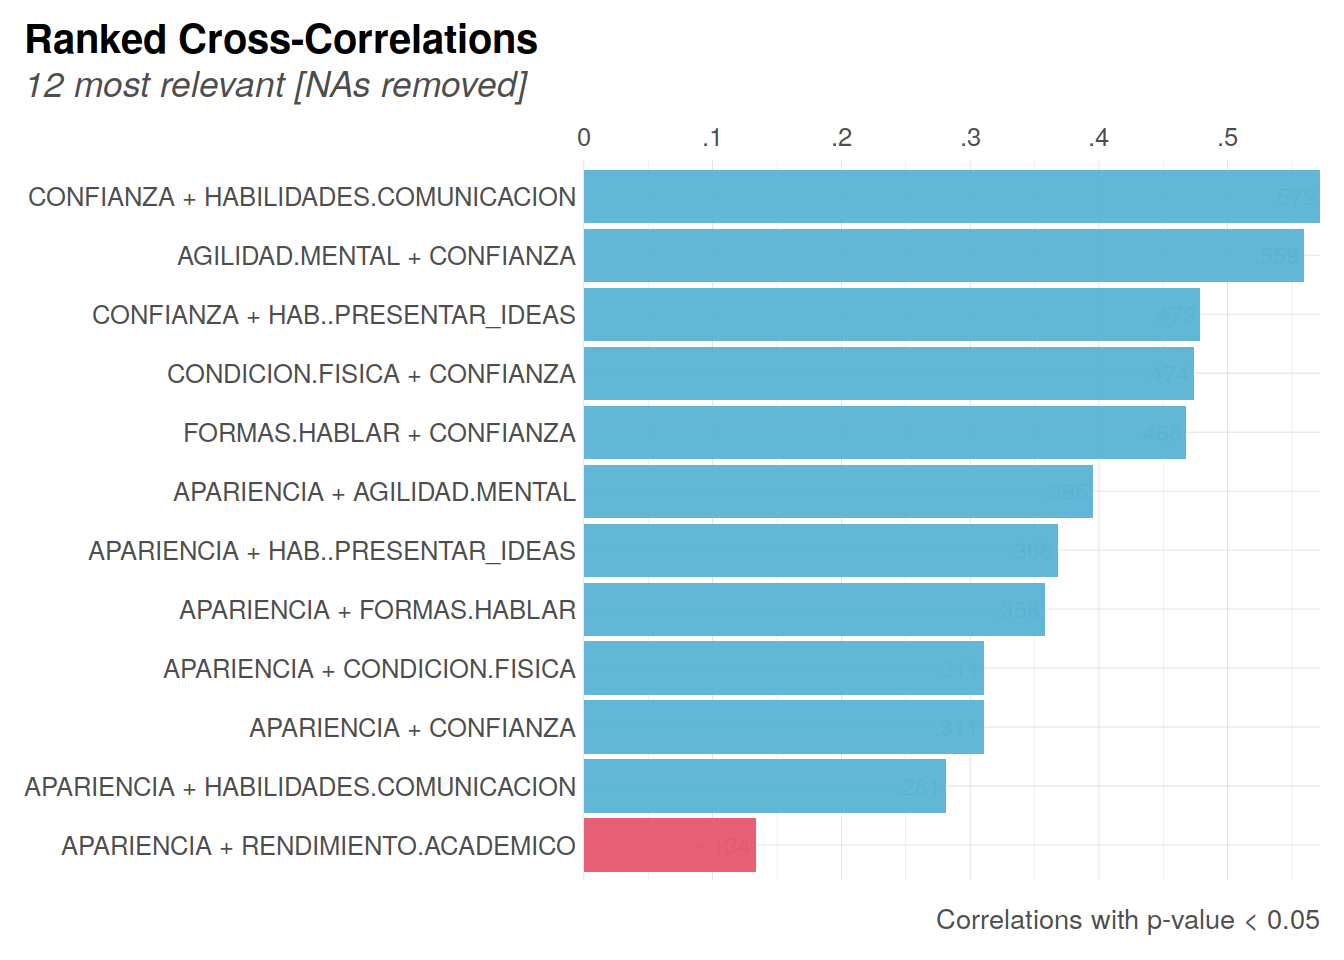 Ranked Cross-Correlations
12 most relevant [NAs removed]
0 .1 .2 .3 .4 .5
CONFIANZA + HABILIDADES.COMUNICACION .572
AGILIDAD.MENTAL + CONFIANZA .559
CONFIANZA + HAB..PRESENTAR_IDEAS .479
CONDICION.FISICA + CONFIANZA .474
FORMAS.HABLAR + CONFIANZA .468
APARIENCIA + AGILIDAD.MENTAL .395
APARIENCIA + HAB..PRESENTAR_IDEAS .368
APARIENCIA + FORMAS.HABLAR .358
APARIENCIA + CONDICION.FISICA .311
APARIENCIA + CONFIANZA .311
APARIENCIA + HABILIDADES.COMUNICACION .281
APARIENCIA + RENDIMIENTO.ACADEMICO -.134
Correlations with p-value < 0.05